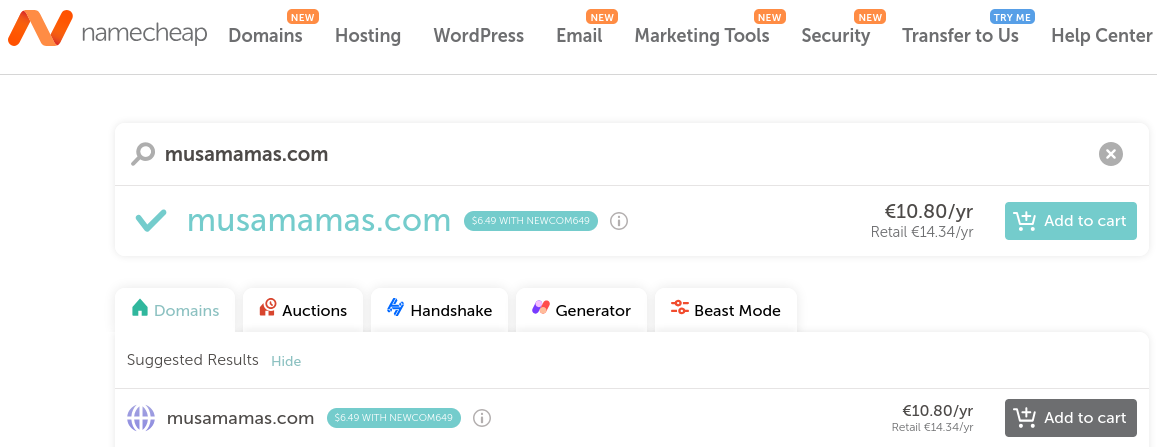 NEW NEW NEW NEW TRY ME
namecheap Domains Hosting WordPress Email Marketing Tools Security Transfer to Us Help Center
musamamas.com
musamamas.com $6.49 WITH NEWCOM649 €10.80/yr Add to cart
Retail €14.34/yr
Domains Auctions Handshake Generator Beast Mode
Suggested Results Hide
musamamas.com $6.49 WITH NEWCOM649 €10.80/yr Add to cart
Retail €14.34/yr